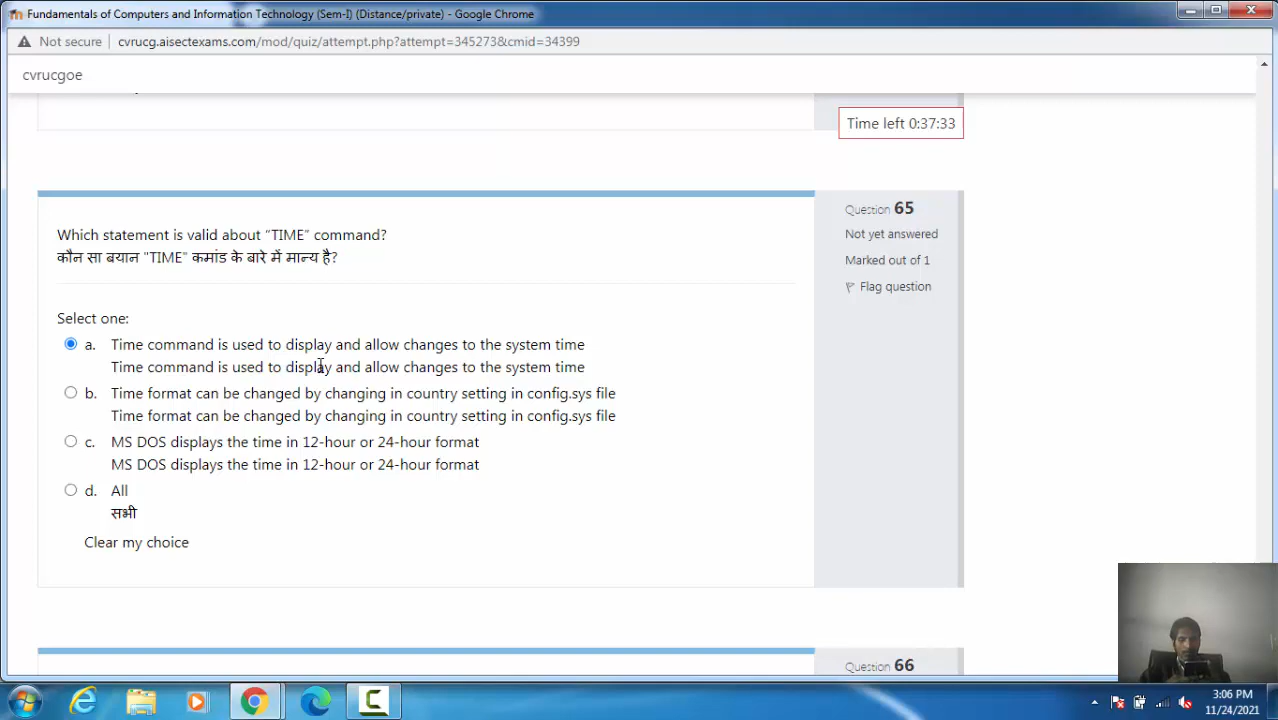 Fundamentals of Computers and Information Technology (Sem-I) (Distance/private) - Google Chrome
Not secure | cvrucg.aisectexams.com/mod/quiz/attempt.php?attempt=345273&cmid=34399
cvrucgoe
Time left 0:37:33
Question 65
Not yet answered
Marked out of 1
Flag question
Which statement is valid about "TIME" command?
कौन सा बयान "TIME" कमांड के बारे में मान्य है?
Select one:
a. Time command is used to display and allow changes to the system time
Time command is used to display and allow changes to the system time
b. Time format can be changed by changing in country setting in config.sys file
Time format can be changed by changing in country setting in config.sys file
c. MS DOS displays the time in 12-hour or 24-hour format
MS DOS displays the time in 12-hour or 24-hour format
d. All
सभी
Clear my choice
Question 66
3:06 PM
11/24/2021